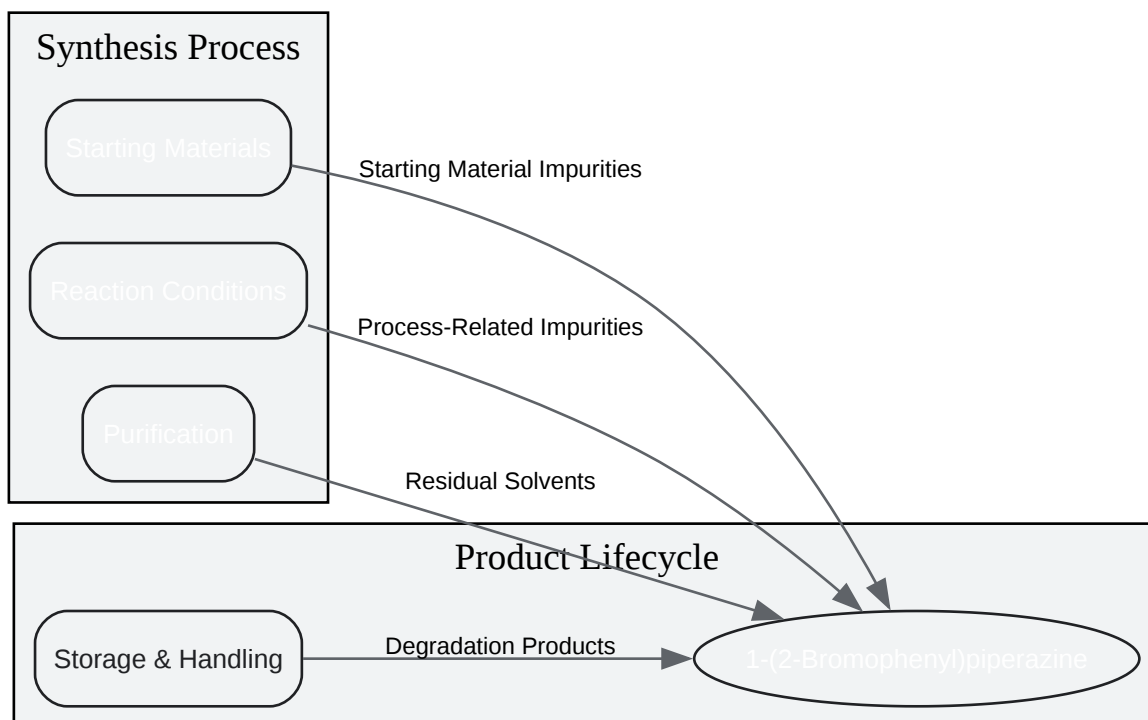 Synthesis Process
Starting Materials
Starting Material Impurities
Reaction Conditions
Process-Related Impurities
Purification
Residual Solvents
Product Lifecycle
Storage & Handling
Degradation Products
1-(2-Bromophenyl)piperazine